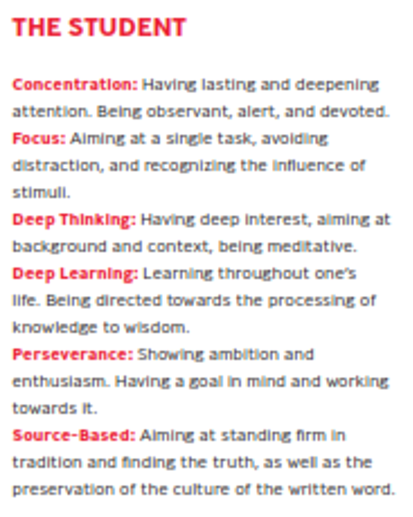 THE STUDENT
Concentration: Having lasting and deepening
attention. Being observant, alert, and devoted.
Focus: Aiming at a single task, avoiding
distraction, and recognizing the influence of
stimuli.
Deep Thinking: Having deep interest, aiming at
background and context, being meditative.
Deep Learning: Learning throughout one's
life. Being directed towards the processing of
knowledge to wisdom.
Perseverance: Showing ambition and
enthusiasm. Having a goal in mind and working
towards it.
Source-Based: Aiming at standing firm in
tradition and finding the truth, as well as the
preservation of the culture of the written word.